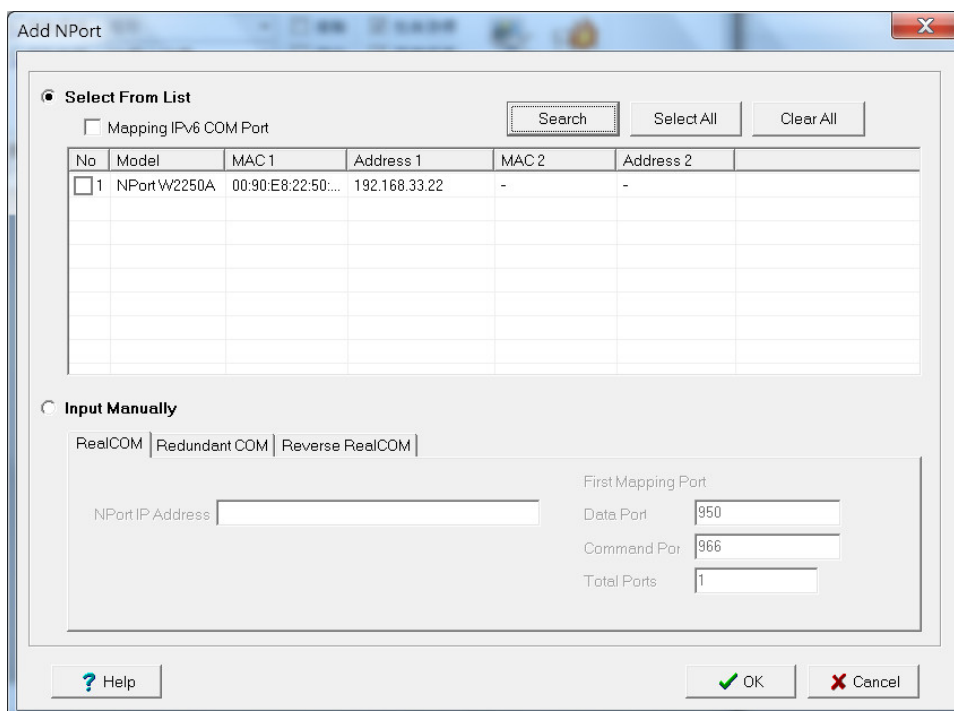 Add NPort
Select From List
Mapping IPv6 COM Port
Search
Select All
Clear All
No Model MAC 1 Address 1 MAC 2 Address 2
1 NPort W2250A 00:90:E8:22:50:... 192.168.33.22 - -
Input Manually
RealCOM Redundant COM Reverse RealCOM
First Mapping Port
NPort IP Address
Data Port 950
Command Por 966
Total Ports 1
? Help
OK
Cancel